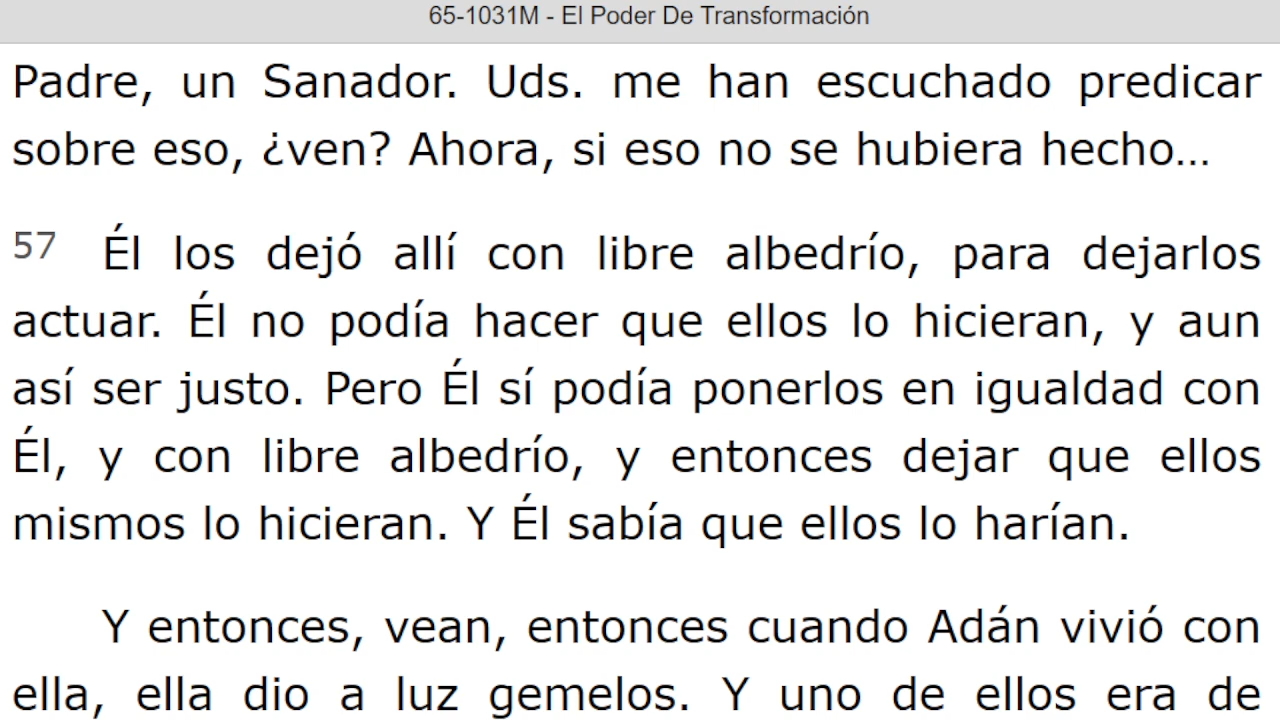 65-1031M - El Poder De Transformación
Padre, un Sanador. Uds. me han escuchado predicar
sobre eso, ¿ven? Ahora, si eso no se hubiera hecho...
57 Él los dejó allí con libre albedrío, para dejarlos
actuar. Él no podía hacer que ellos lo hicieran, y aun
así ser justo. Pero Él sí podía ponerlos en igualdad con
Él, y con libre albedrío, y entonces dejar que ellos
mismos lo hicieran. Y Él sabía que ellos lo harían.
Y entonces, vean, entonces cuando Adán vivió con
ella, ella dio a luz gemelos. Y uno de ellos era de